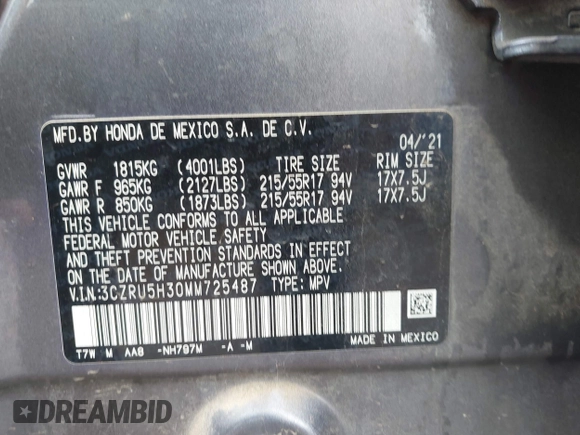 MFD.BY HONDA DE MEXICO S.A. DE C.V.
04/'21
GVWR 1815KG (4001LBS) TIRE SIZE RIM SIZE
GAWR F 965KG (2127LBS) 215/55R17 94V 17X7.5J
GAWR R 850KG (1873LBS) 215/55R17 94V 17X7.5J
THIS VEHICLE CONFORMS TO ALL APPLICABLE
FEDERAL MOTOR VEHICLE SAFETY
AND THEFT PREVENTION STANDARDS IN EFFECT
ON THE DATE OF MANUFACTURE SHOWN ABOVE.
V.I.N:3CZRU5H30MM725487 TYPE: MPV
T7W M AA8 -NH797M -A -M
MADE IN MEXICO
DREAMBID